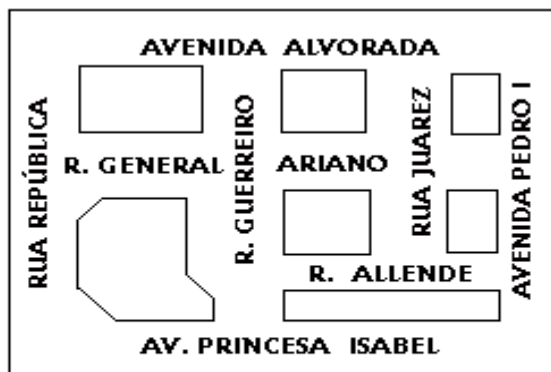 AVENIDA ALVORADA
RUA REPÚBLICA
R. GENERAL ARIANO
R. GUERREIRO
RUA JUAREZ
AVENIDA PEDRO I
R. ALLENDE
AV. PRINCESA ISABEL